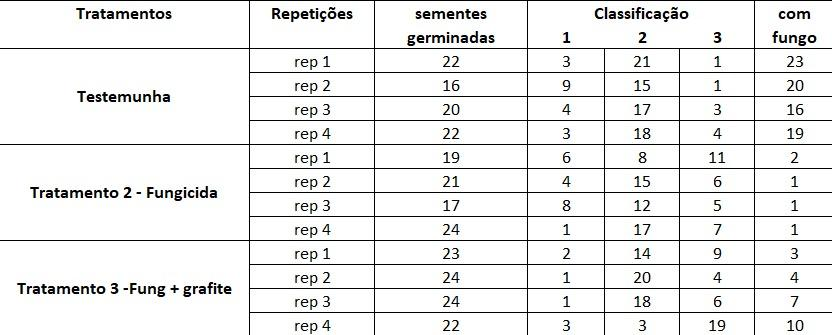 Tratamentos Repetições sementes germinadas Classificação com fungo
1 2 3
rep 1 22 3 21 1 23
rep 2 16 9 15 1 20
Testemunha
rep 3 20 4 17 3 16
rep 4 22 3 18 4 19
rep 1 19 6 8 11 2
rep 2 21 4 15 6 1
Tratamento 2 - Fungicida
rep 3 17 8 12 5 1
rep 4 24 1 17 7 1
rep 1 23 2 14 9 3
rep 2 24 1 20 4 4
Tratamento 3 -Fung + grafite
rep 3 24 1 18 6 7
rep 4 22 3 3 19 10